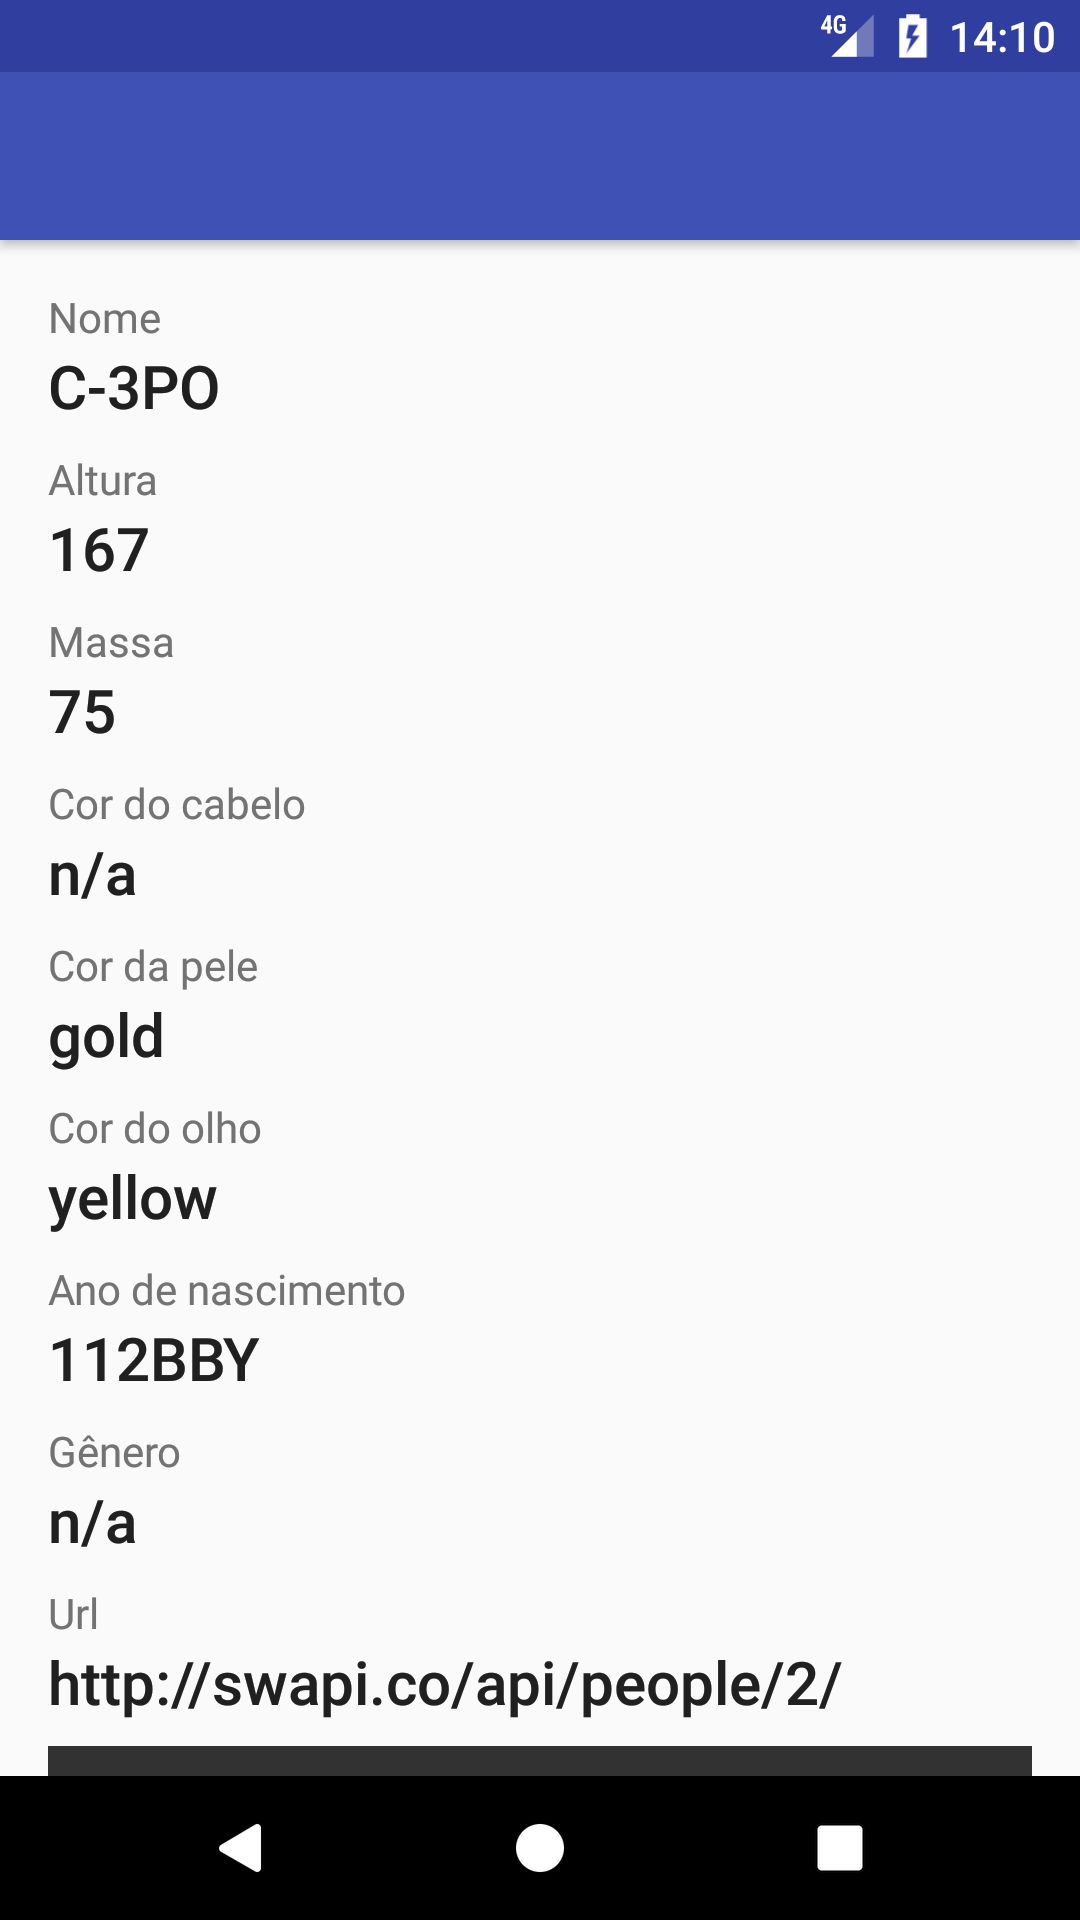 4G 14:10
Nome
C-3PO
Altura
167
Massa
75
Cor do cabelo
n/a
Cor da pele
gold
Cor do olho
yellow
Ano de nascimento
112BBY
Gênero
n/a
Url
http://swapi.co/api/people/2/